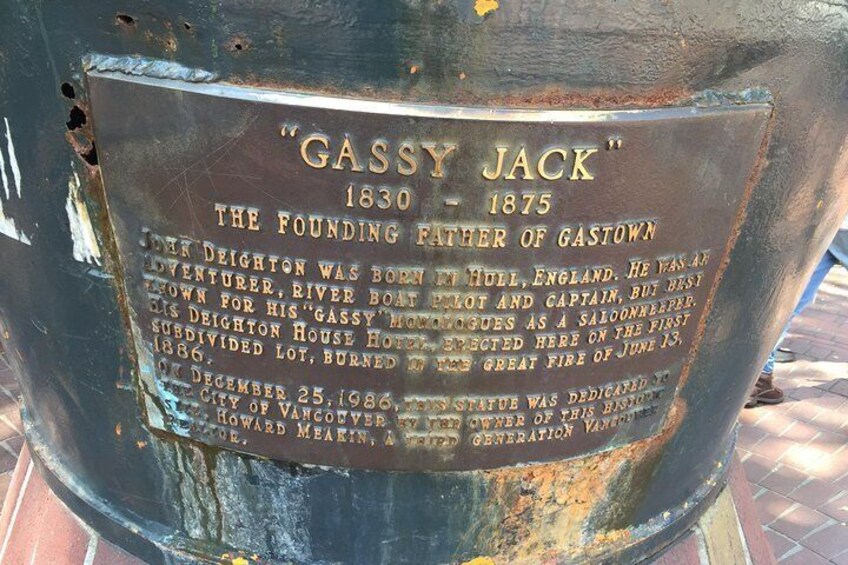 "GASSY JACK"
1830 - 1875
THE FOUNDING FATHER OF GASTOWN
JOHN DEIGHTON WAS BORN IN HULL, ENGLAND. HE WAS AN
ADVENTURER, RIVER BOAT PILOT AND CAPTAIN, BUT BEST
KNOWN FOR HIS "GASSY" MONOLOGUES AS A SALOONKEEPER.
HIS DEIGHTON HOUSE HOTEL, ERECTED HERE ON THE FIRST
SUBDIVIDED LOT, BURNED IN THE GREAT FIRE OF JUNE 13,
1886.
ON DECEMBER 25, 1986, THIS STATUE WAS DEDICATED TO
THE CITY OF VANCOUVER BY THE OWNER OF THIS HISTORIC
HOWARD MEAKIN, A THIRD GENERATION VANCOUVER
REALTOR.